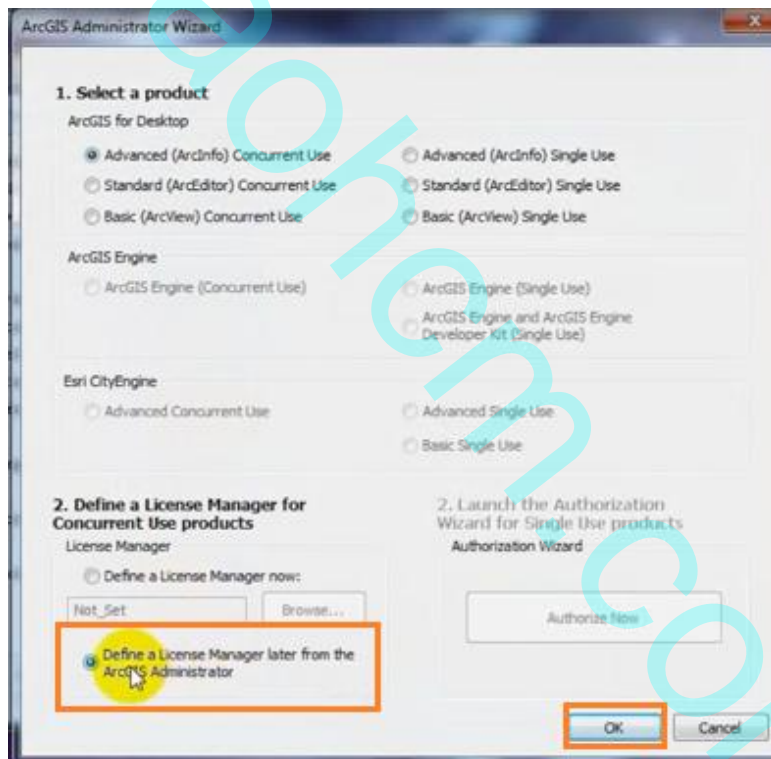 ArcGIS Administrator Wizard
1. Select a product
ArcGIS for Desktop
Advanced (ArcInfo) Concurrent Use
Advanced (ArcInfo) Single Use
Standard (ArcEditor) Concurrent Use
Standard (ArcEditor) Single Use
Basic (ArcView) Concurrent Use
Basic (ArcView) Single Use
ArcGIS Engine
ArcGIS Engine (Concurrent Use)
ArcGIS Engine (Single Use)
ArcGIS Engine and ArcGIS Engine
Developer Kit (Single Use)
Esri CityEngine
Advanced Concurrent Use
Advanced Single Use
Basic Single Use
2. Define a License Manager for
Concurrent Use products
License Manager
Define a License Manager now:
Not_Set
Browse...
Define a License Manager later from the
ArcGIS Administrator
2. Launch the Authorization
Wizard for Single Use products
Authorization Wizard
Authorize Now
OK
Cancel